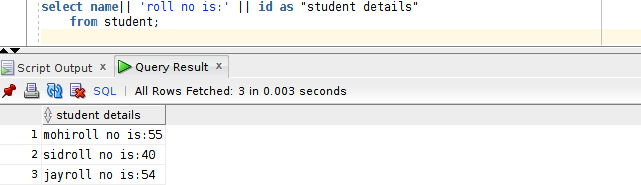 select name|| 'roll no is:' || id as "student details"
from student;
Script Output x Query Result x
SQL | All Rows Fetched: 3 in 0.003 seconds
student details
1 mohiroll no is:55
2 sidroll no is:40
3 jayroll no is:54